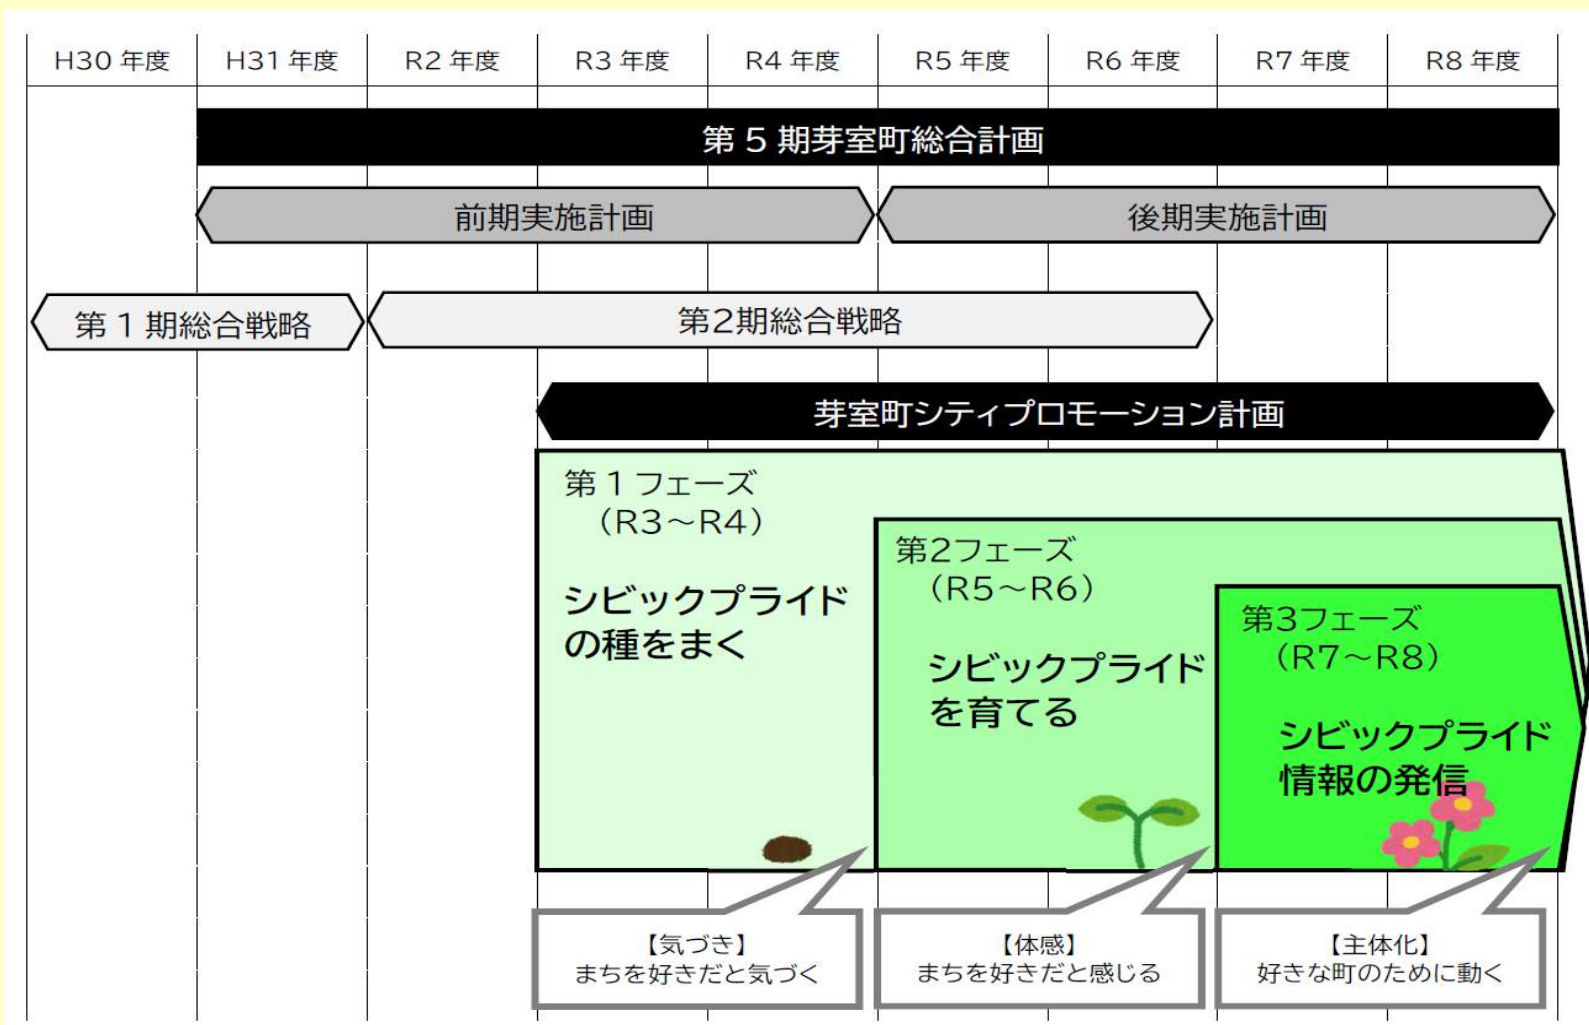 H30 年度 H31 年度 R2 年度 R3 年度 R4 年度 R5 年度 R6 年度 R7 年度 R8 年度
第 5 期芽室町総合計画
前期実施計画 後期実施計画
第 1 期総合戦略 第2期総合戦略
芽室町シティプロモーション計画
第 1 フェーズ
(R3～R4)
シビックプライド
の種をまく
第2フェーズ
(R5～R6)
シビックプライド
を育てる
第3フェーズ
(R7～R8)
シビックプライド
情報の発信
【気づき】
まちを好きだと気づく
【体感】
まちを好きだと感じる
【主体化】
好きな町のために動く